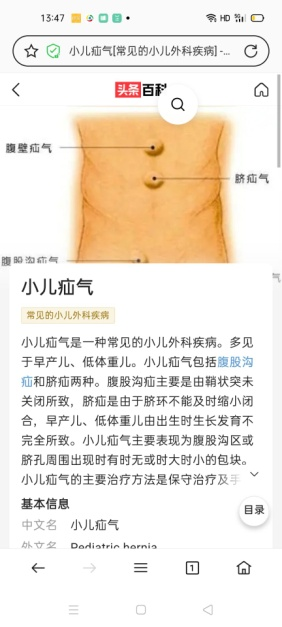 13:47
HD 5G
小儿疝气[常见的小儿外科疾病] -...
头条百科
腹壁疝气
脐疝气
腹股沟疝气
小儿疝气
常见的小儿外科疾病
小儿疝气是一种常见的小儿外科疾病。多见
于早产儿、低体重儿。小儿疝气包括腹股沟
疝和脐疝两种。腹股沟疝主要是由鞘状突未
关闭所致，脐疝是由于脐环不能及时缩小闭
合，早产儿、低体重儿由出生时生长发育不
完全所致。小儿疝气主要表现为腹股沟区或
脐孔周围出现时有时无或时大时小的包块。
小儿疝气的主要治疗方法是保守治疗及手
基本信息
目录
中文名 小儿疝气
外文名 Pediatric hernia
1